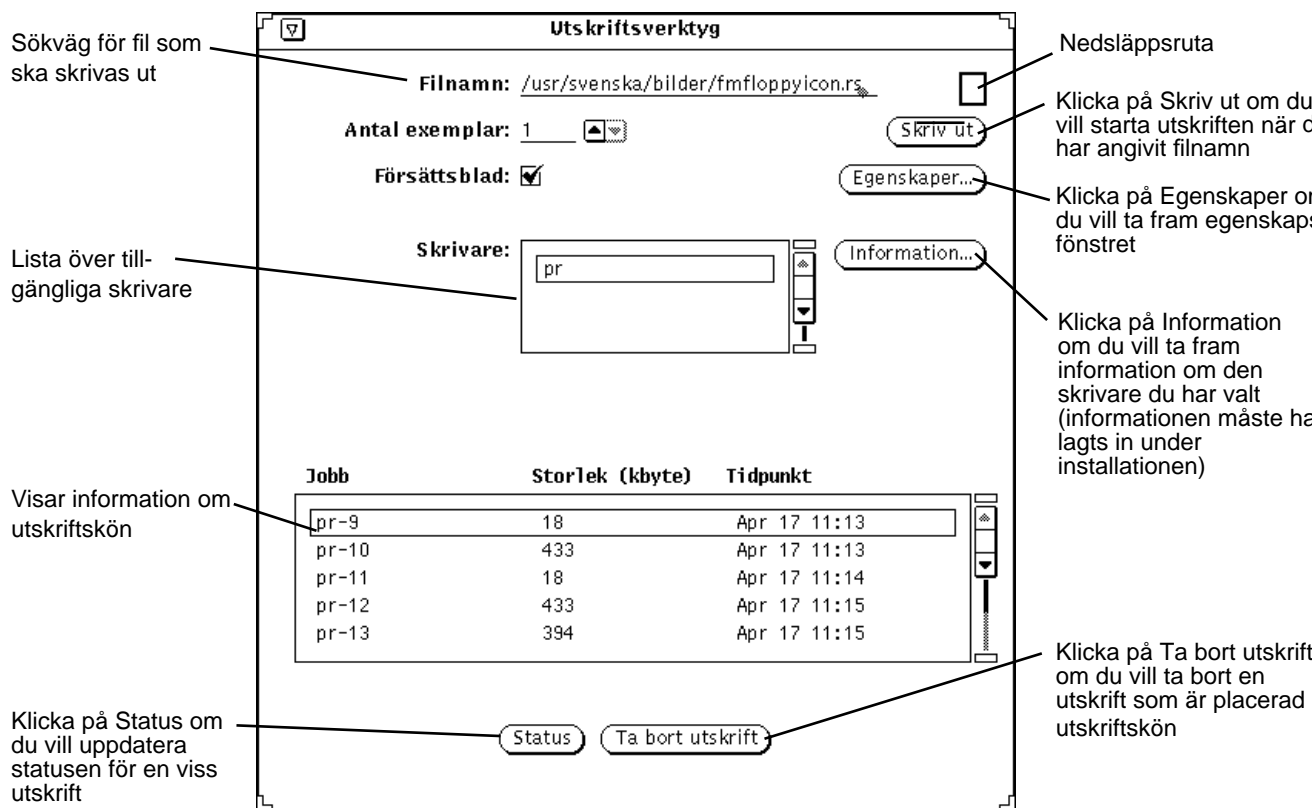 Utskriftsverktyg
Sökväg för fil som
ska skrivas ut
Filnamn: /usr/svenska/bilder/fmfloppyicon.rs
Nedsläppsruta
Antal exemplar: 1
Skriv ut
Klicka på Skriv ut om du
vill starta utskriften när
har angivit filnamn
Försättsblad:
Egenskaper...
Klicka på Egenskaper
du vill ta fram egenskaps
fönstret
Lista över till-
gängliga skrivare
Skrivare:
pr
Information...
Klicka på Information
om du vill ta fram
information om den
skrivare du har valt
(informationen måste ha
lagts in under
installationen)
Jobb Storlek (kbyte) Tidpunkt
Visar information om
utskriftskön
pr-9 18 Apr 17 11:13
pr-10 433 Apr 17 11:13
pr-11 18 Apr 17 11:14
pr-12 433 Apr 17 11:15
pr-13 394 Apr 17 11:15
Klicka på Ta bort utskrift
om du vill ta bort en
utskrift som är placerad
utskriftskön
Klicka på Status om
du vill uppdatera
statusen för en viss
utskrift
Status
Ta bort utskrift